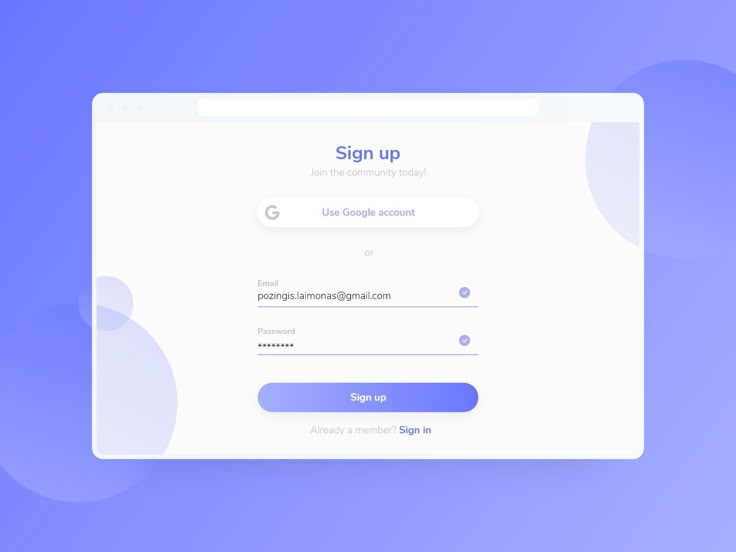 Sign up
Join the community today!
G Use Google account
or
Email
pozingis.laimonas@gmail.com
Password
********
Sign up
Already a member? Sign in